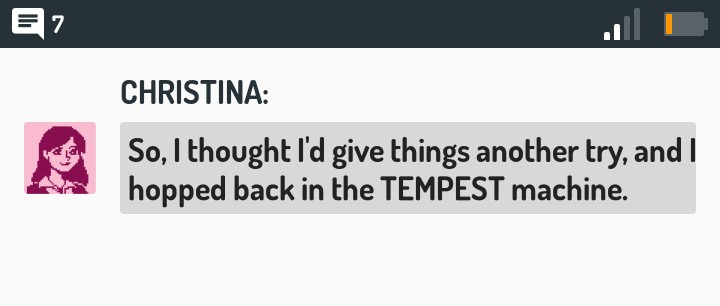 7
CHRISTINA:
So, I thought I'd give things another try, and I
hopped back in the TEMPEST machine.